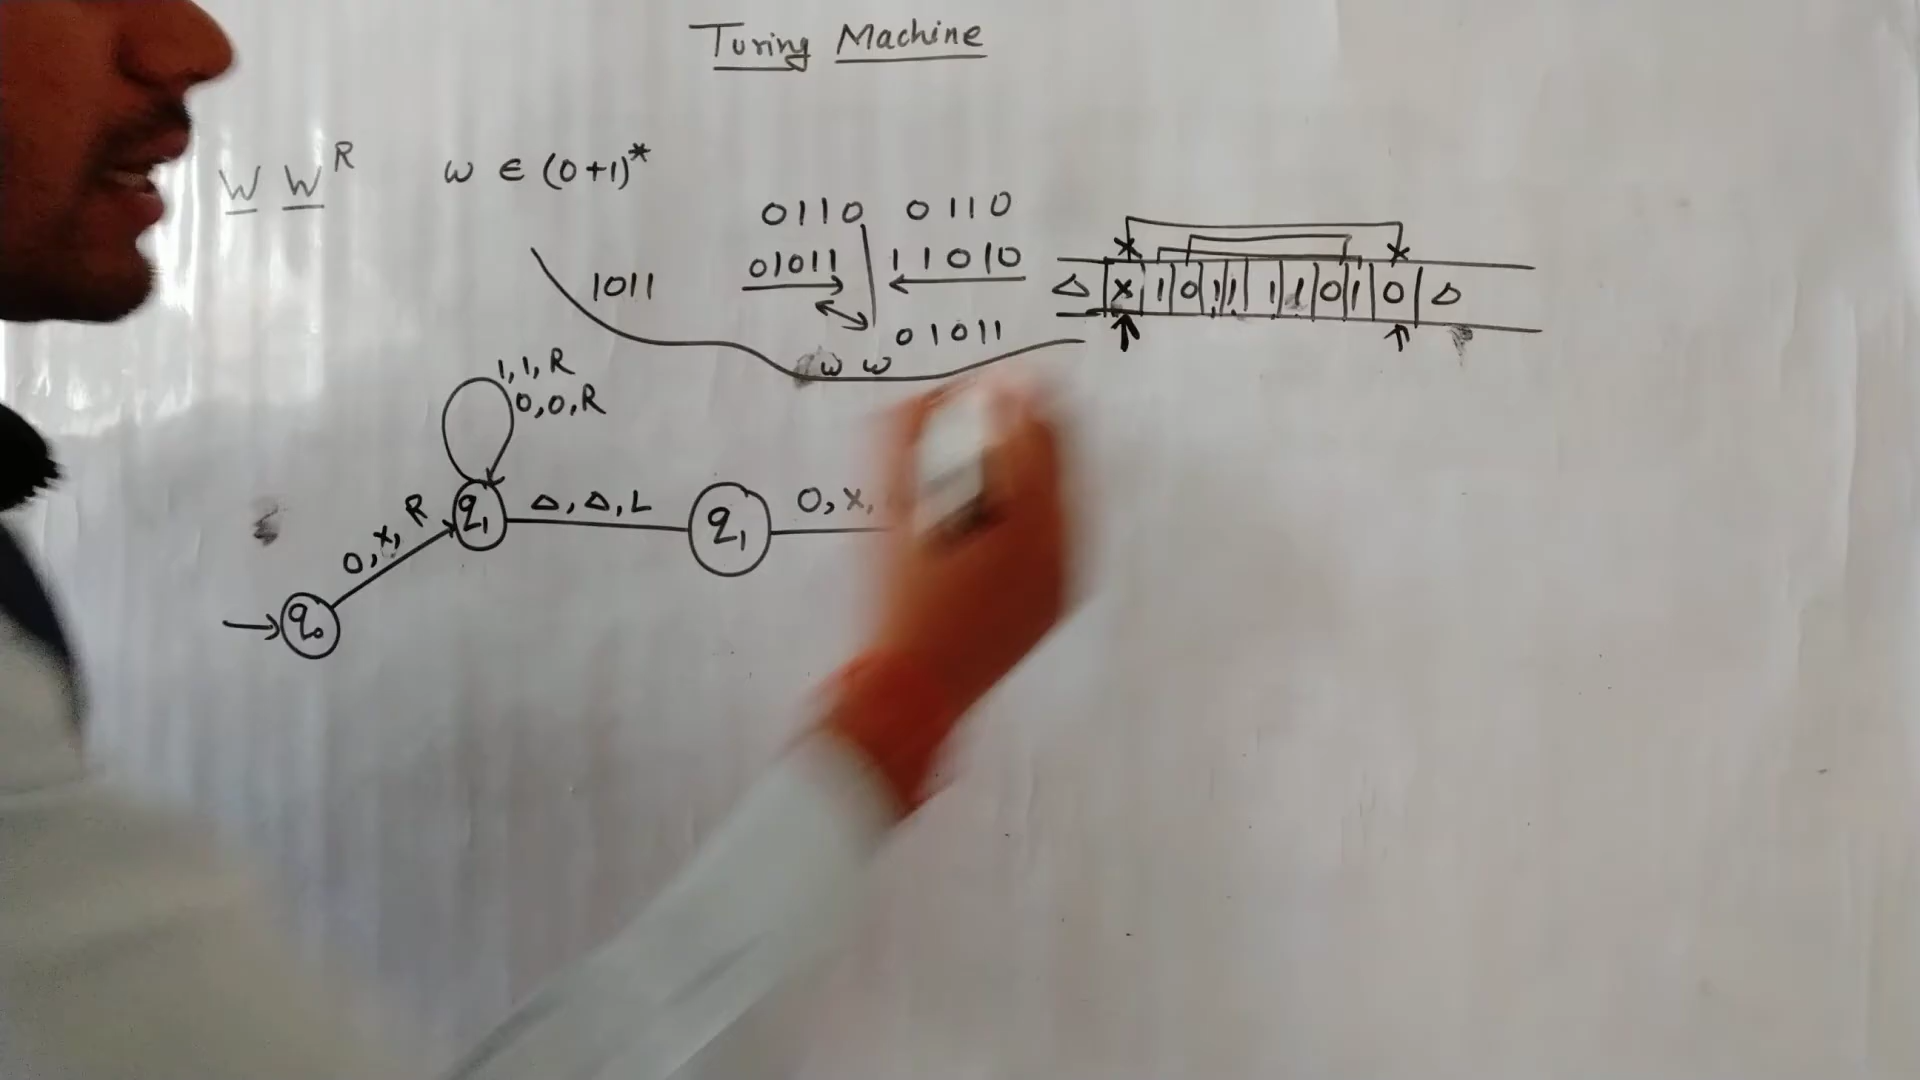 Turing Machine
W W^R w ∈ (0+1)*
0110 0110
01011 11010
1011
01011
w w
x x
Δ x 1 0 1 1 1 1 0 1 0 Δ
1,1,R
0,0,R
q₁ Δ,Δ,L q₁ 0,x,
0,x,R
q₀